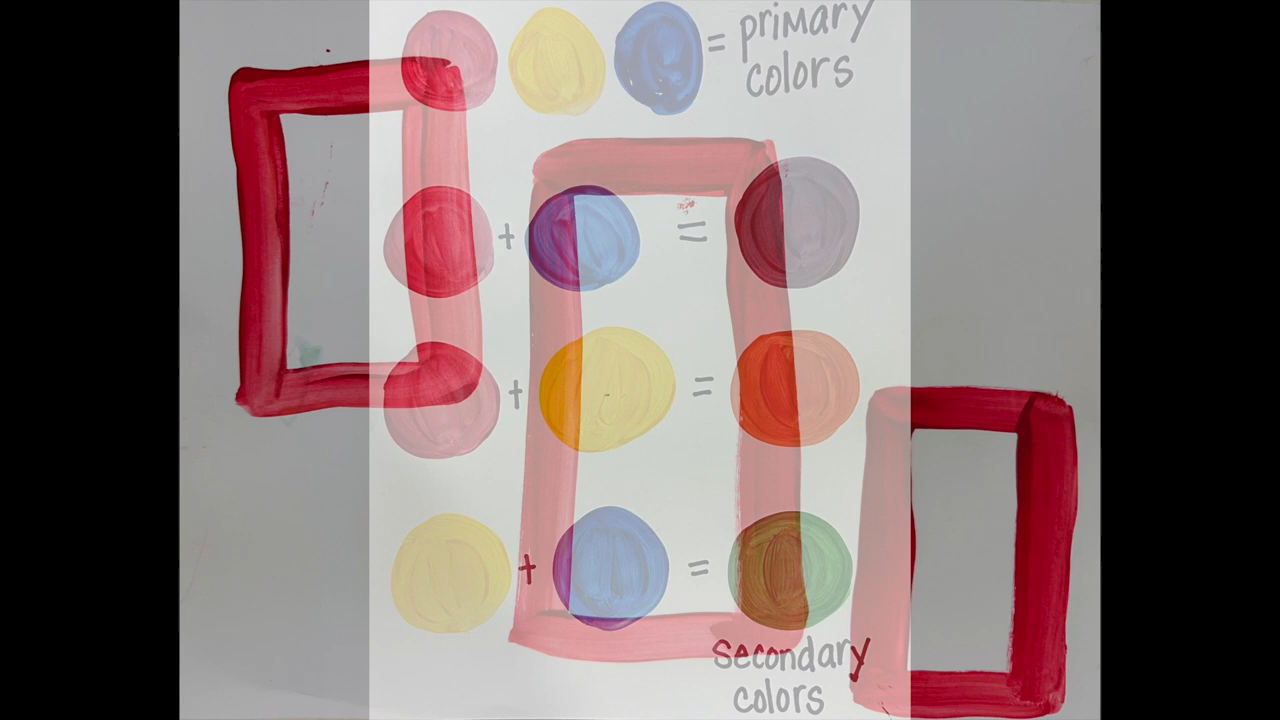 = primary
colors
+ =
+ =
+ =
secondary
colors